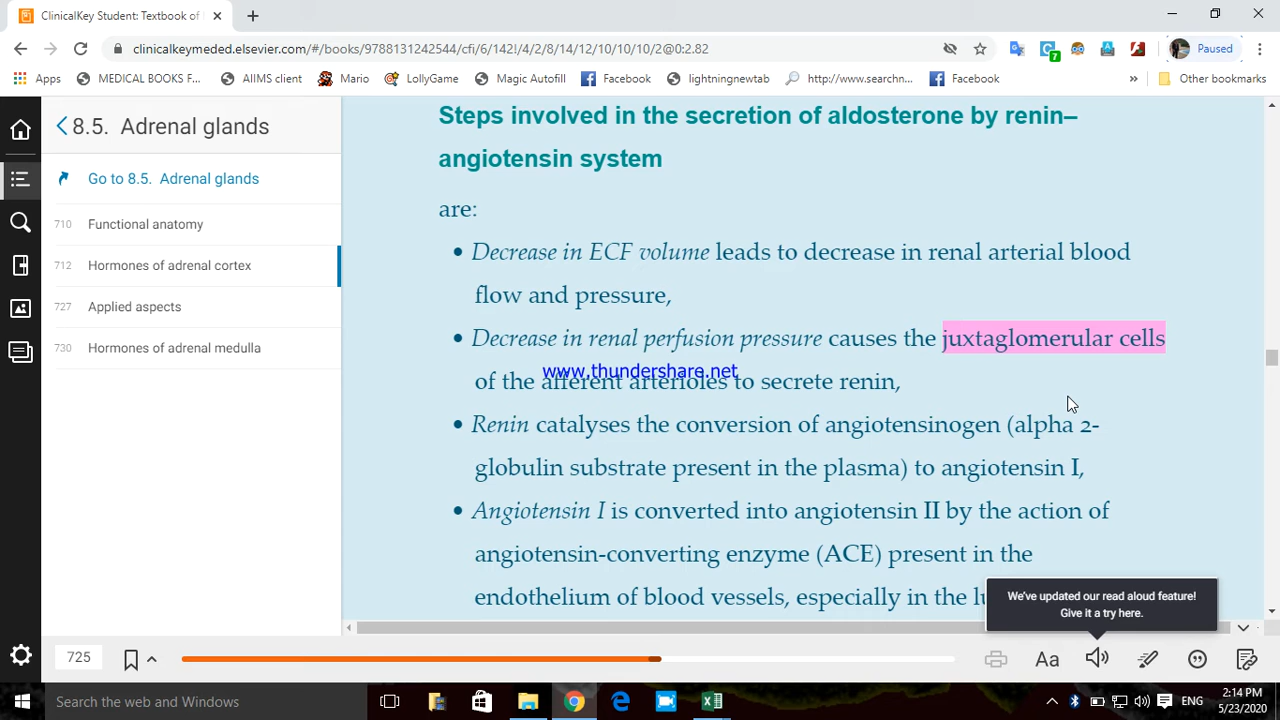 ClinicalKey Student: Textbook of
clinicalkeymeded.elsevier.com/#/books/9788131242544/cfi/6/142!/4/2/8/14/12/10/10/10/2@0:2.82
7
Paused
Apps
MEDICAL BOOKS F...
AIIMS client
Mario
LollyGame
Magic Autofill
Facebook
lightningnewtab
http://www.searchn...
Facebook
»
Other bookmarks
8.5. Adrenal glands
Go to 8.5. Adrenal glands
710 Functional anatomy
712 Hormones of adrenal cortex
727 Applied aspects
730 Hormones of adrenal medulla
Steps involved in the secretion of aldosterone by renin–
angiotensin system
are:
• Decrease in ECF volume leads to decrease in renal arterial blood
flow and pressure,
• Decrease in renal perfusion pressure causes the juxtaglomerular cells
www.thundershare.net
of the afferent arterioles to secrete renin,
• Renin catalyses the conversion of angiotensinogen (alpha 2-
globulin substrate present in the plasma) to angiotensin I,
• Angiotensin I is converted into angiotensin II by the action of
angiotensin-converting enzyme (ACE) present in the
endothelium of blood vessels, especially in the
We've updated our read aloud feature!
Give it a try here.
725
Aa
Search the web and Windows
ENG
2:14 PM
5/23/2020